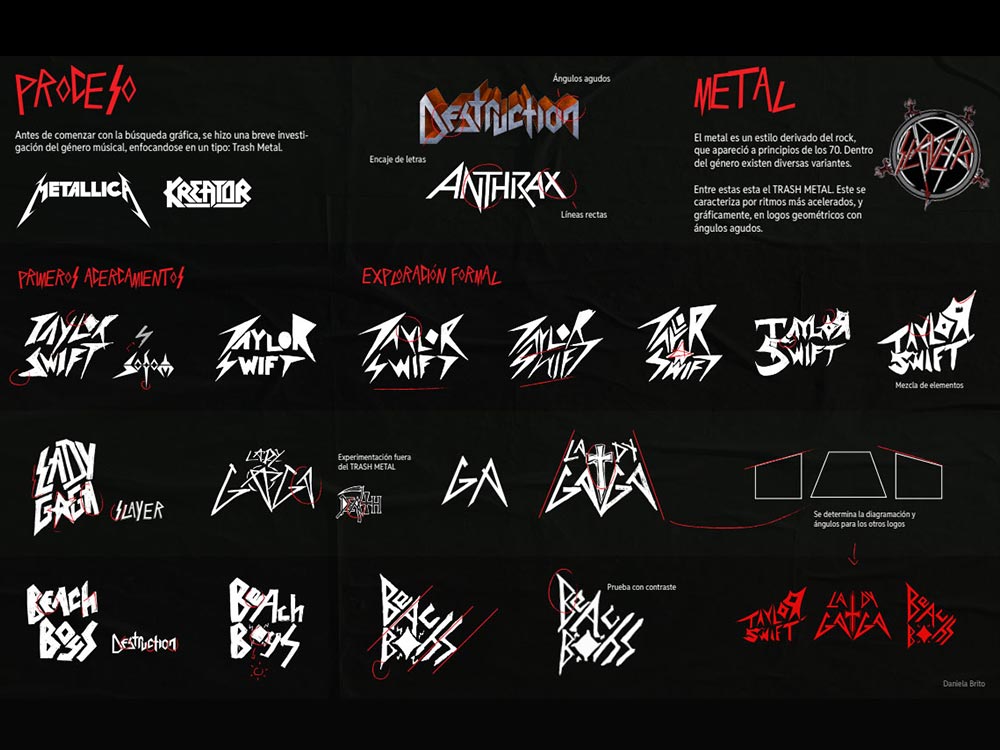 PROCESO
Antes de comenzar con la búsqueda gráfica, se hizo una breve investi-
gación del género músical, enfocandose en un tipo: Trash Metal.
METALLICA
KREATOR
Ángulos agudos
DESTRUCTION
Encaje de letras
ANTHRAX
Líneas rectas
METAL
El metal es un estilo derivado del rock,
que apareció a principios de los 70. Dentro
del género existen diversas variantes.
Entre estas esta el TRASH METAL. Este se
caracteriza por ritmos más acelerados, y
gráficamente, en logos geométricos con
ángulos agudos.
SLAYER
PRIMEROS ACERCAMIENTOS
EXPLORACIÓN FORMAL
TAYLOR
SWIFT
SODOM
TAYLOR
SWIFT
TAYLOR
SWIFT
TAYLOR
SWIFT
TAYLOR
SWIFT
TAYLOR
SWIFT
TAYLOR
SWIFT
Mezcla de elementos
LADY
GAGA
SLAYER
LADY
GAGA
Experimentación fuera
del TRASH METAL
DEATH
GA
LADY
GAGA
Se determina la diagramación y
ángulos para los otros logos
BEACH
BOYS
DESTRUCTION
BEACH
BOYS
BEACH
BOYS
BEACH
BOYS
Prueba con contraste
TAYLOR
SWIFT
LADY
GAGA
BEACH
BOYS
Daniela Brito